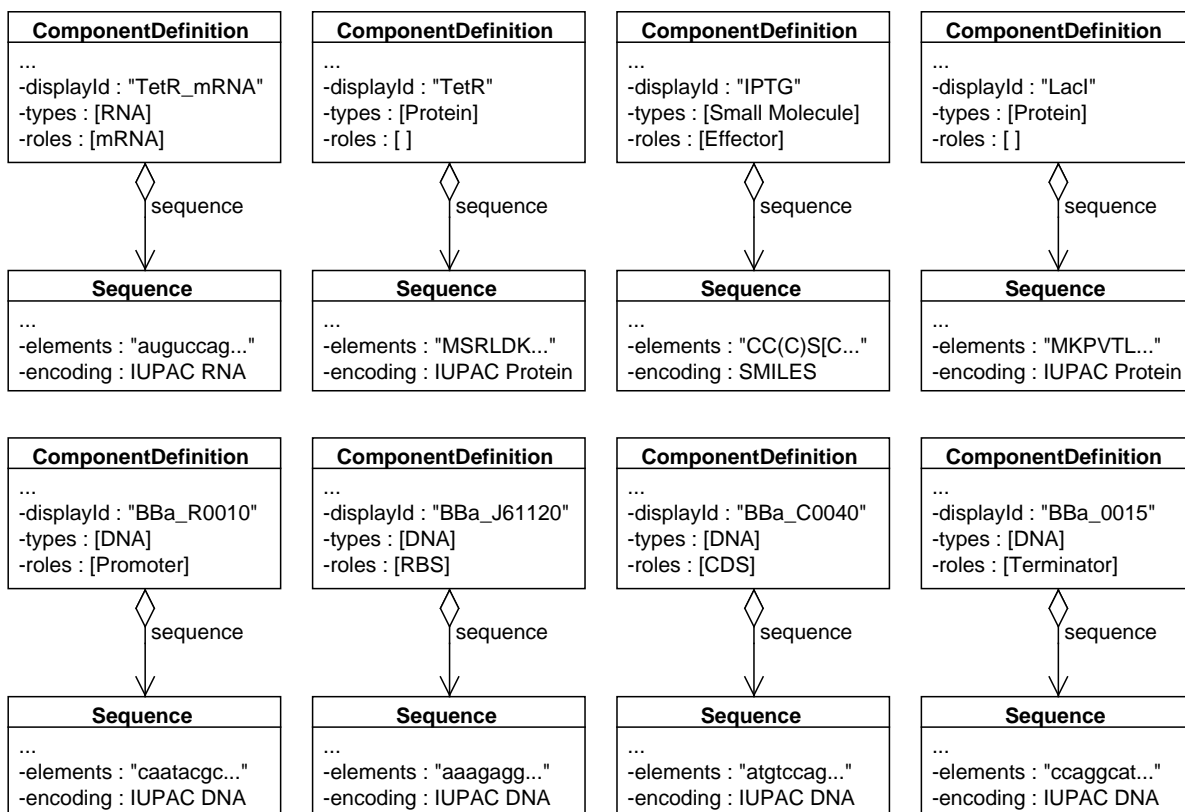 ComponentDefinition
...
-displayId : "TetR_mRNA"
-types : [RNA]
-roles : [mRNA]
sequence
Sequence
...
-elements : "auguccag..."
-encoding : IUPAC RNA
ComponentDefinition
...
-displayId : "TetR"
-types : [Protein]
-roles : [ ]
sequence
Sequence
...
-elements : "MSRLDK..."
-encoding : IUPAC Protein
ComponentDefinition
...
-displayId : "IPTG"
-types : [Small Molecule]
-roles : [Effector]
sequence
Sequence
...
-elements : "CC(C)S[C..."
-encoding : SMILES
ComponentDefinition
...
-displayId : "LacI"
-types : [Protein]
-roles : [ ]
sequence
Sequence
...
-elements : "MKPVTL..."
-encoding : IUPAC Protein
ComponentDefinition
...
-displayId : "BBa_R0010"
-types : [DNA]
-roles : [Promoter]
sequence
Sequence
...
-elements : "caatacgc..."
-encoding : IUPAC DNA
ComponentDefinition
...
-displayId : "BBa_J61120"
-types : [DNA]
-roles : [RBS]
sequence
Sequence
...
-elements : "aaagagg..."
-encoding : IUPAC DNA
ComponentDefinition
...
-displayId : "BBa_C0040"
-types : [DNA]
-roles : [CDS]
sequence
Sequence
...
-elements : "atgtccag..."
-encoding : IUPAC DNA
ComponentDefinition
...
-displayId : "BBa_0015"
-types : [DNA]
-roles : [Terminator]
sequence
Sequence
...
-elements : "ccaggcat..."
-encoding : IUPAC DNA